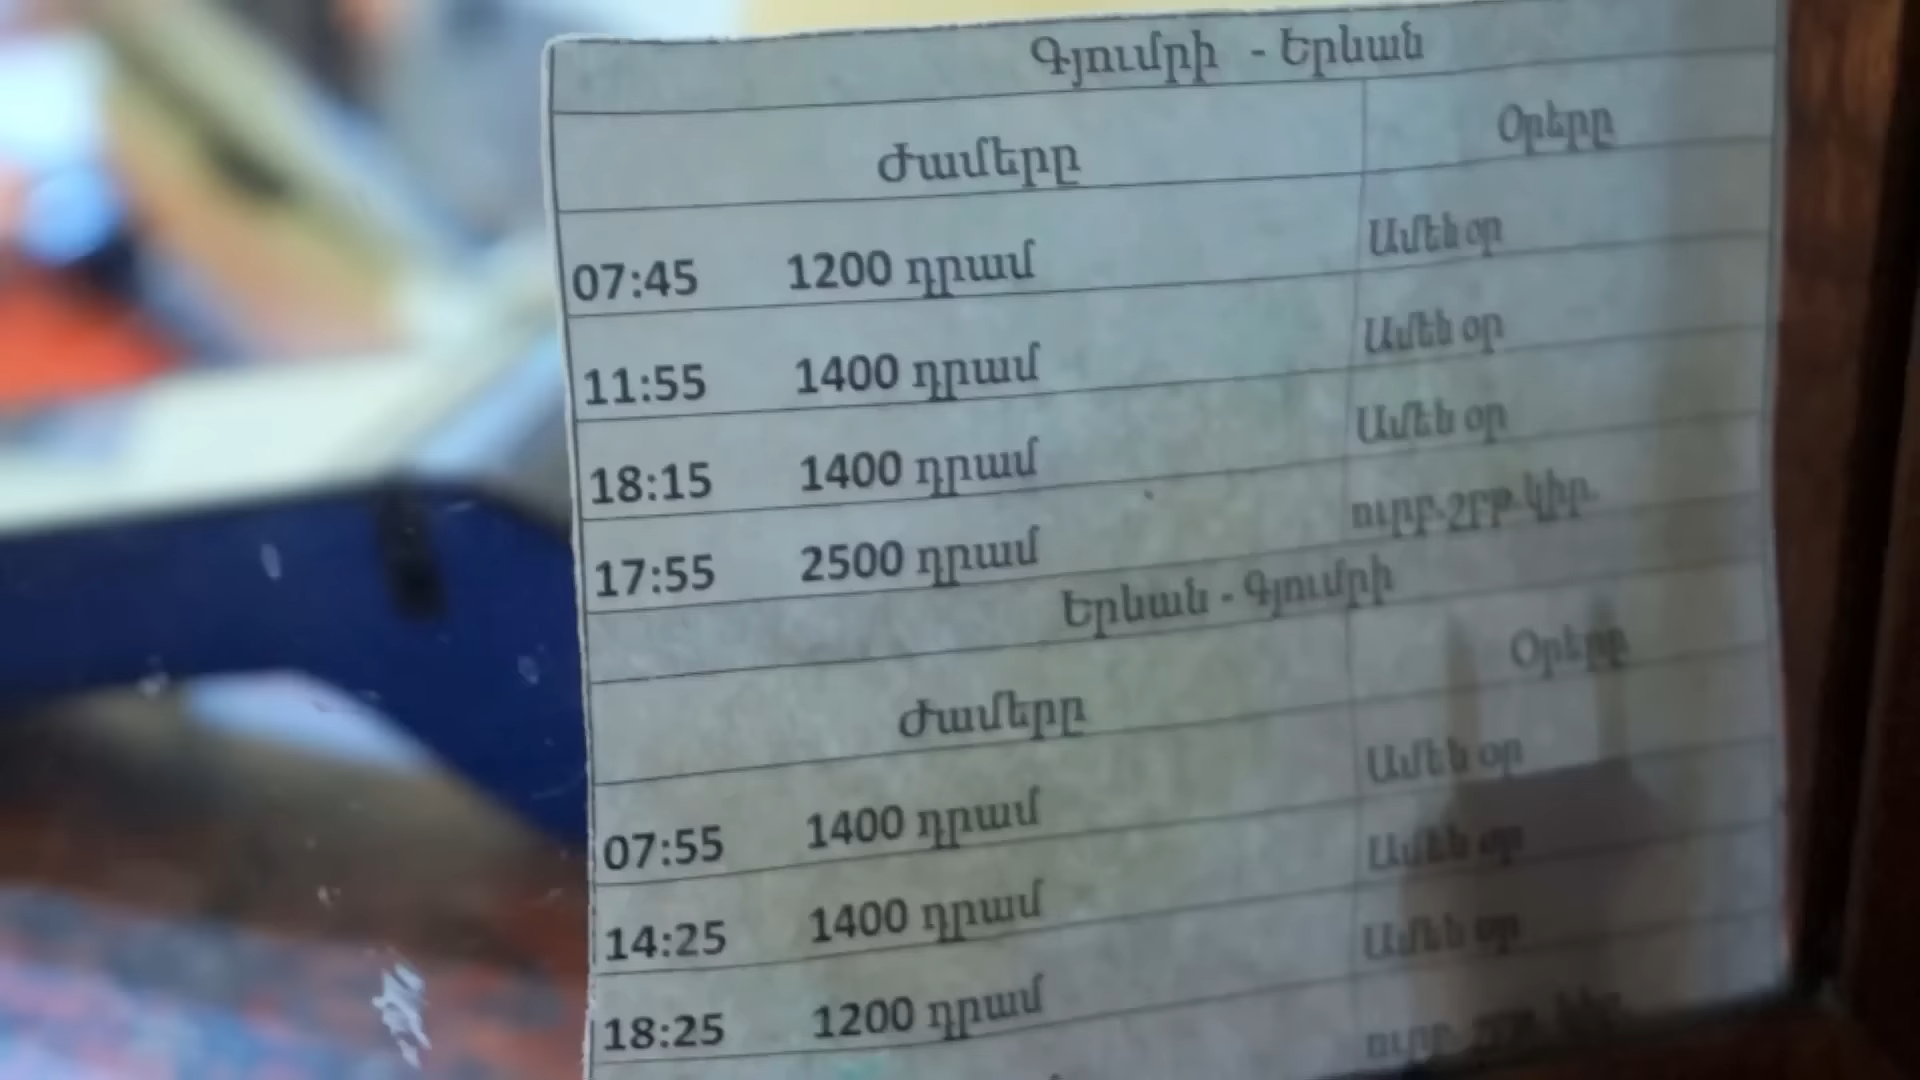 Գյումրի - Երևան
Ժամերը Օրերը
07:45 1200 դրամ Ամեն օր
11:55 1400 դրամ Ամեն օր
18:15 1400 դրամ Ամեն օր
17:55 2500 դրամ ուրբ.շբթ.կիր.
Երևան - Գյումրի
Ժամերը Օրերը
07:55 1400 դրամ Ամեն օր
14:25 1400 դրամ Ամեն օր
18:25 1200 դրամ Ամեն օր
ուրբ.